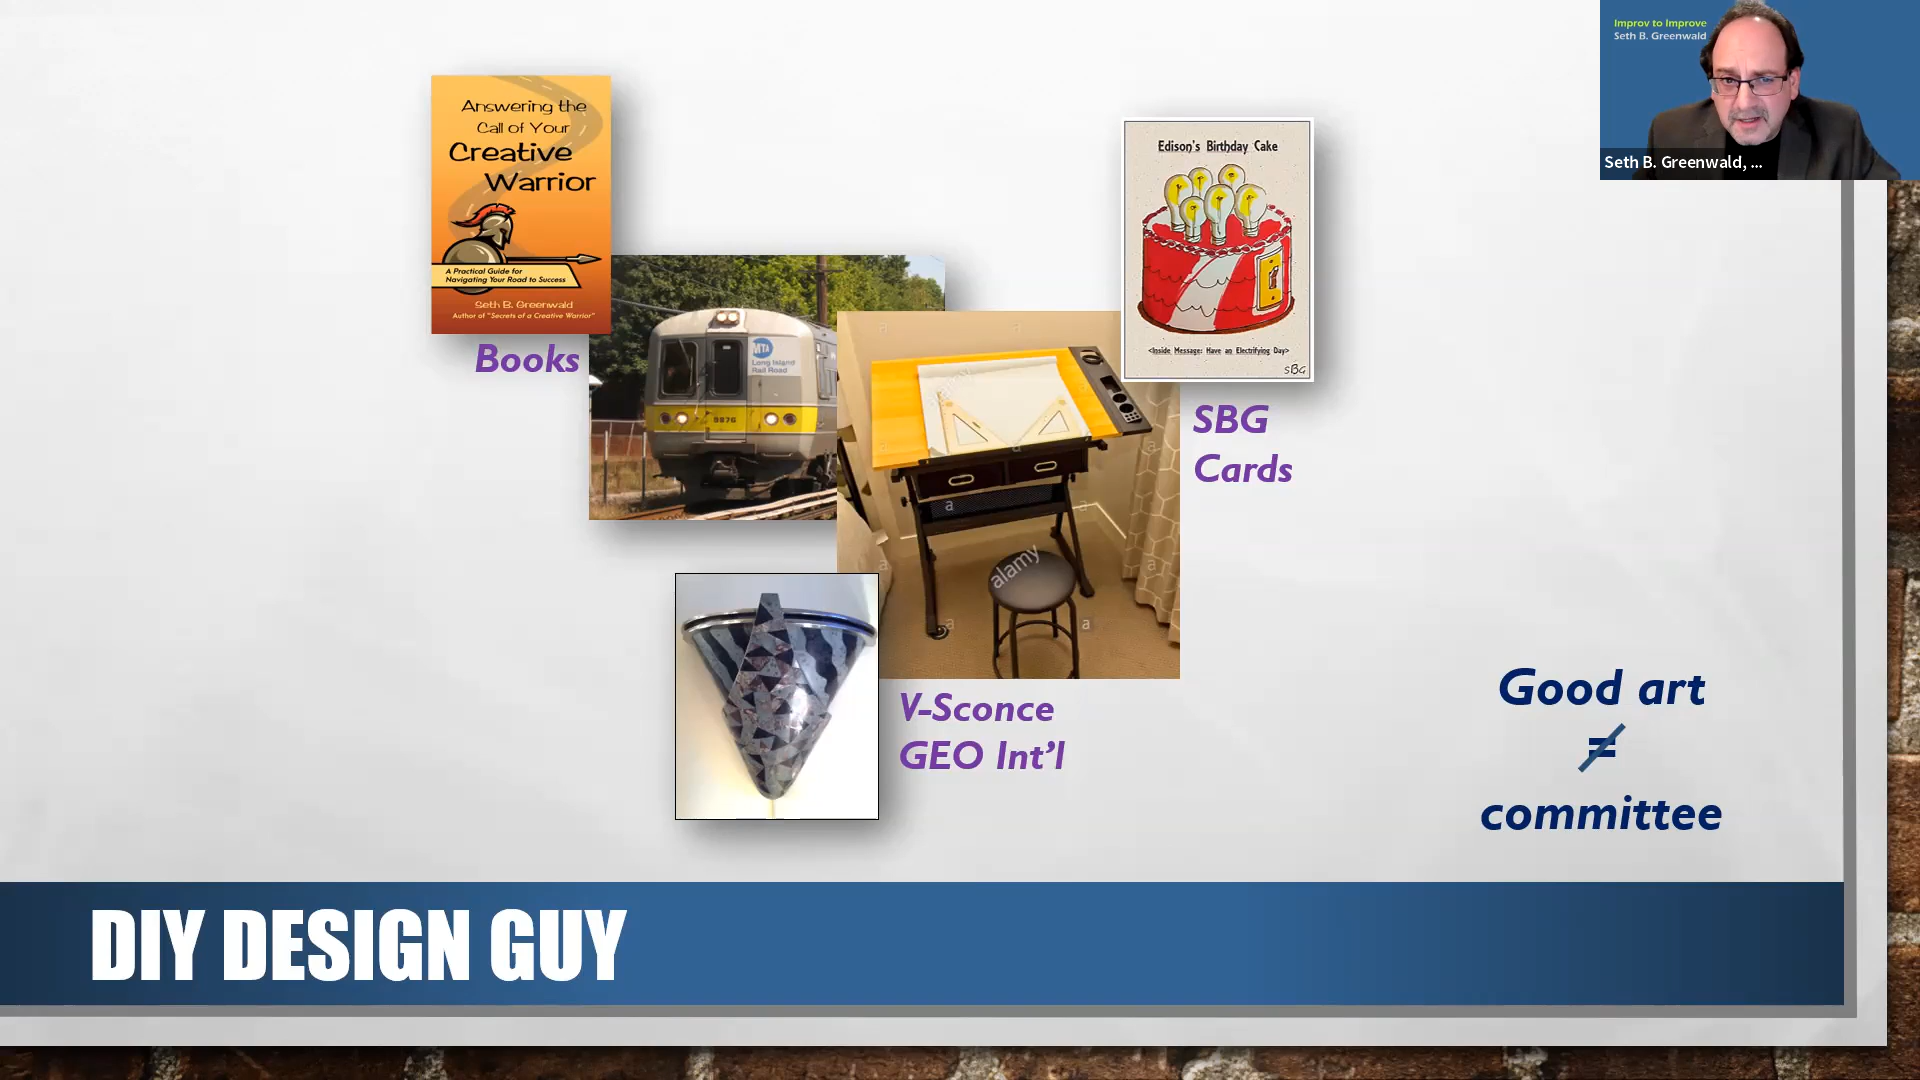 Improv to Improve
Seth B. Greenwald
Seth B. Greenwald, ...
Answering the
Call of Your
Creative
Warrior
A Practical Guide for
Navigating Your Road to Success
Seth B. Greenwald
Author of "Secrets of a Creative Warrior"
Books
MTA
Long Island
Rail Road
9976
Edison's Birthday Cake
<Inside Message: Have an Electrifying Day>
SBG
SBG
Cards
a
a
a
alamy
a
a
V-Sconce
GEO Int'l
Good art
≠
committee
DIY DESIGN GUY